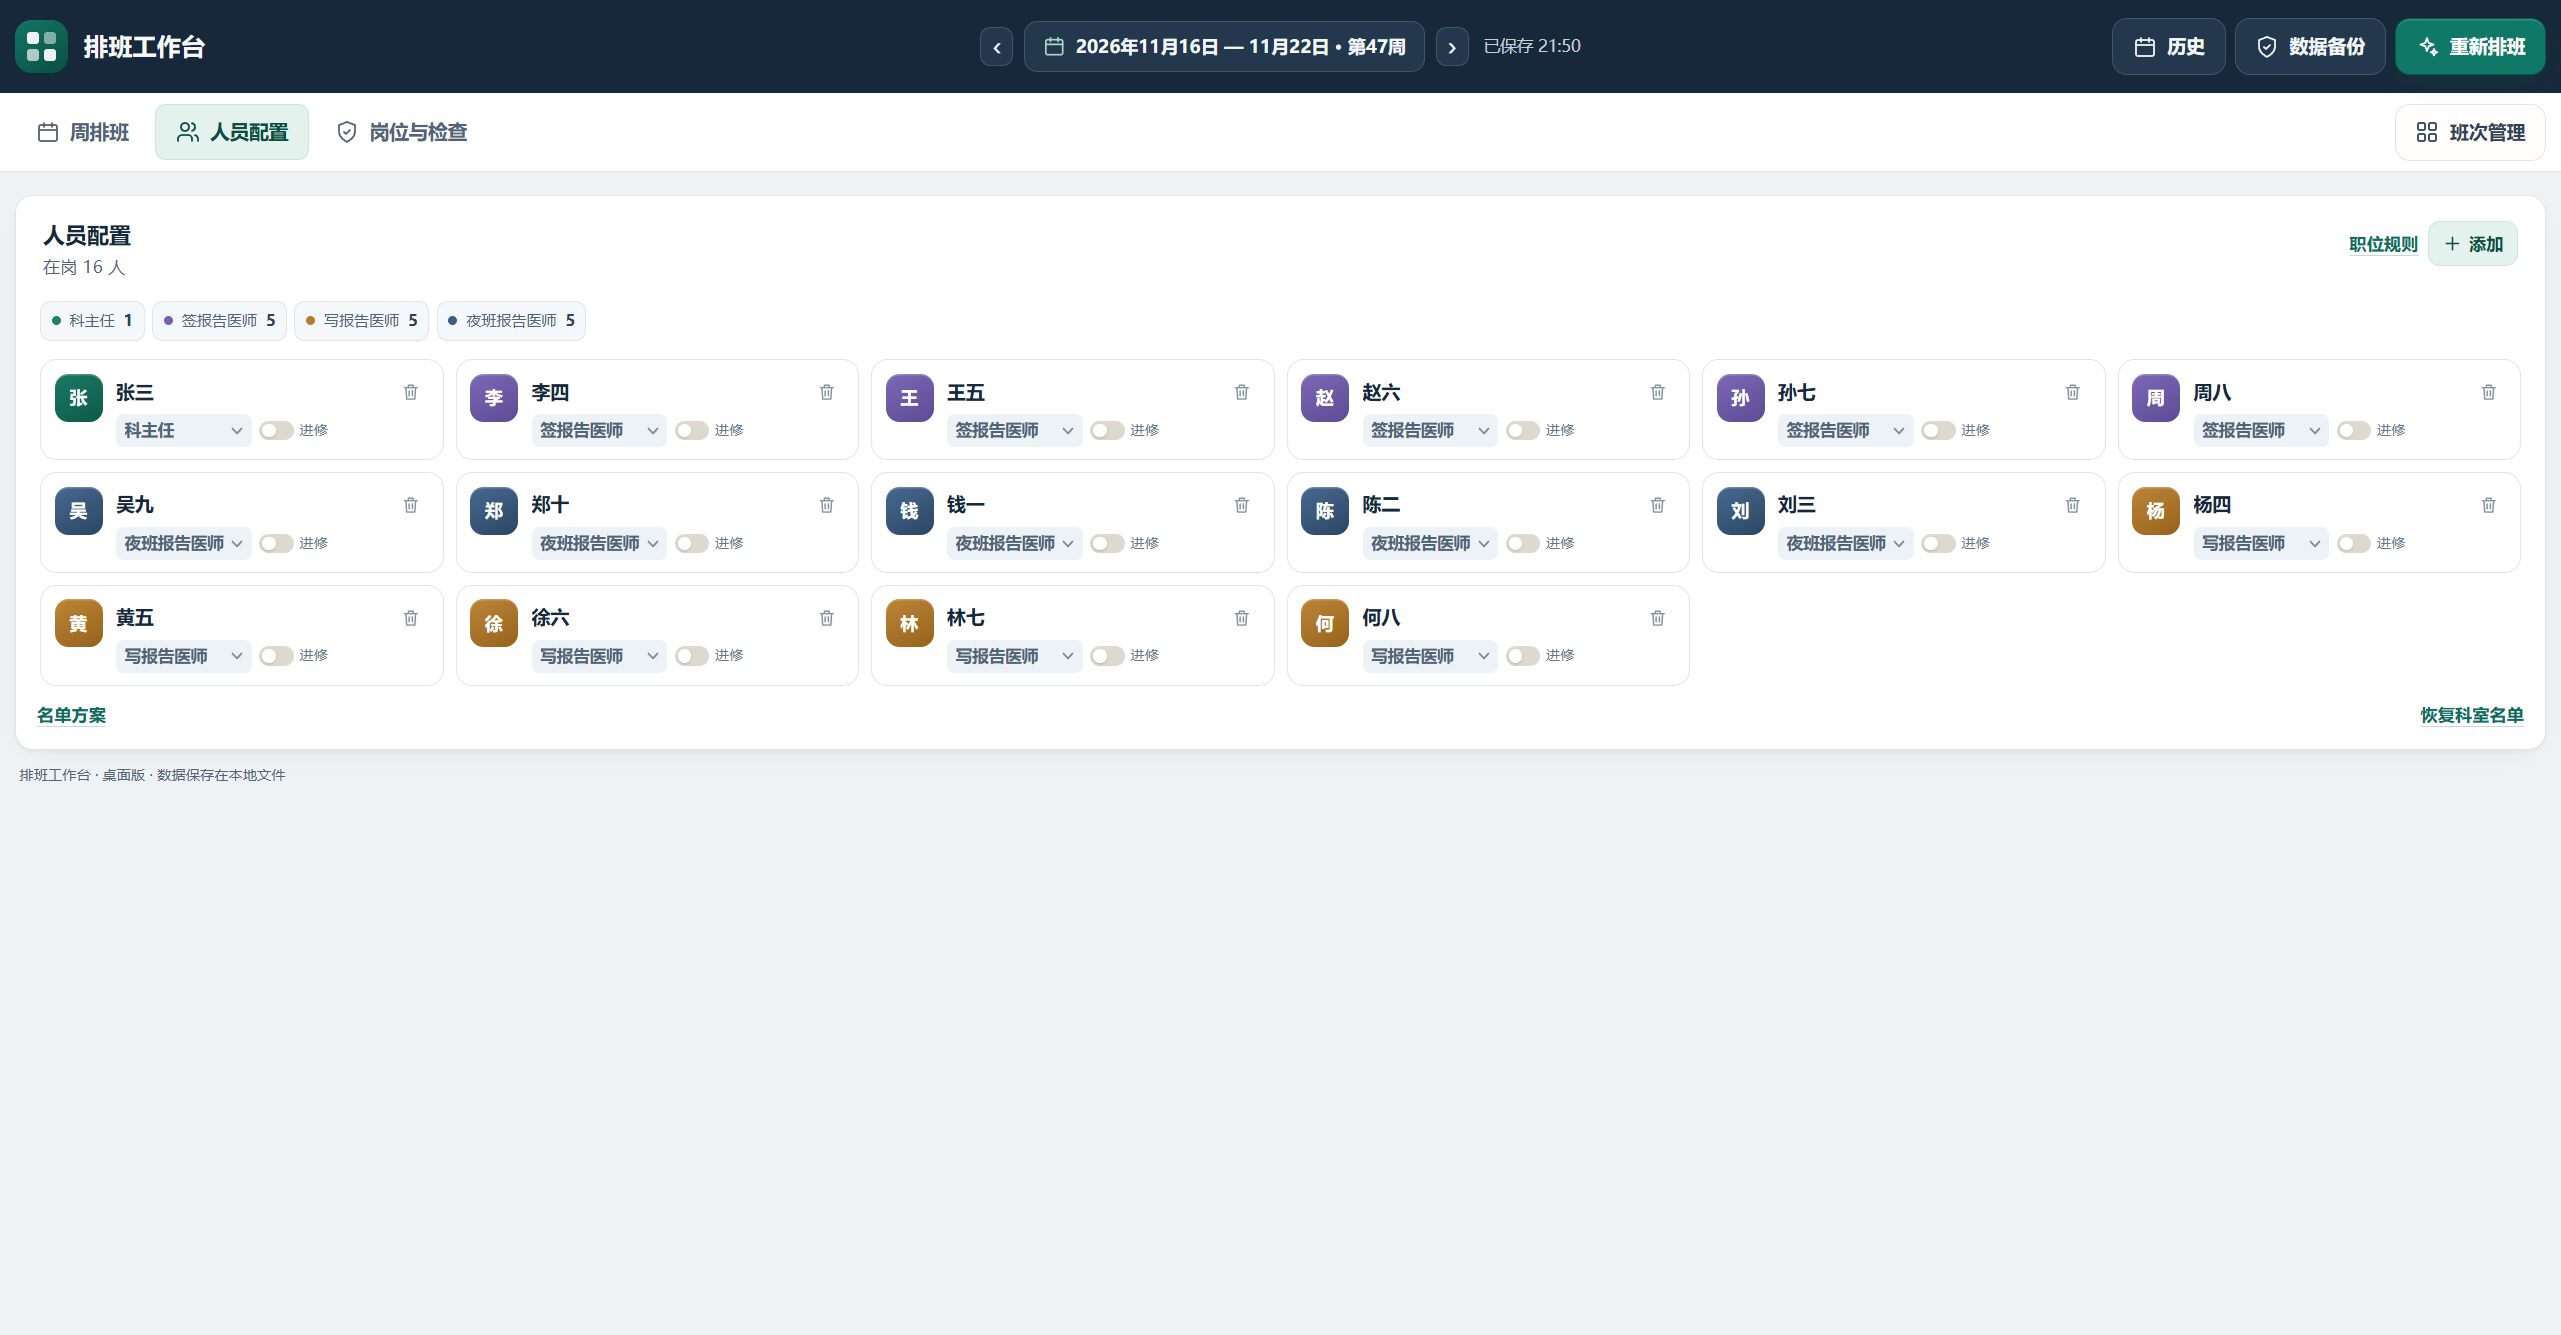 排班工作台
‹ 2026年11月16日 — 11月22日 • 第47周 › 已保存 21:50
历史 数据备份 重新排班
周排班 人员配置 岗位与检查 班次管理
人员配置
在岗 16 人
职位规则 + 添加
科主任 1 签报告医师 5 写报告医师 5 夜班报告医师 5
张 张三 李 李四 王 王五 赵 赵六 孙 孙七 周 周八
科主任 进修 签报告医师 进修 签报告医师 进修 签报告医师 进修 签报告医师 进修 签报告医师 进修
吴 吴九 郑 郑十 钱 钱一 陈 陈二 刘 刘三 杨 杨四
夜班报告医师 进修 夜班报告医师 进修 夜班报告医师 进修 夜班报告医师 进修 夜班报告医师 进修 写报告医师 进修
黄 黄五 徐 徐六 林 林七 何 何八
写报告医师 进修 写报告医师 进修 写报告医师 进修 写报告医师 进修
名单方案 恢复科室名单
排班工作台 · 桌面版 · 数据保存在本地文件